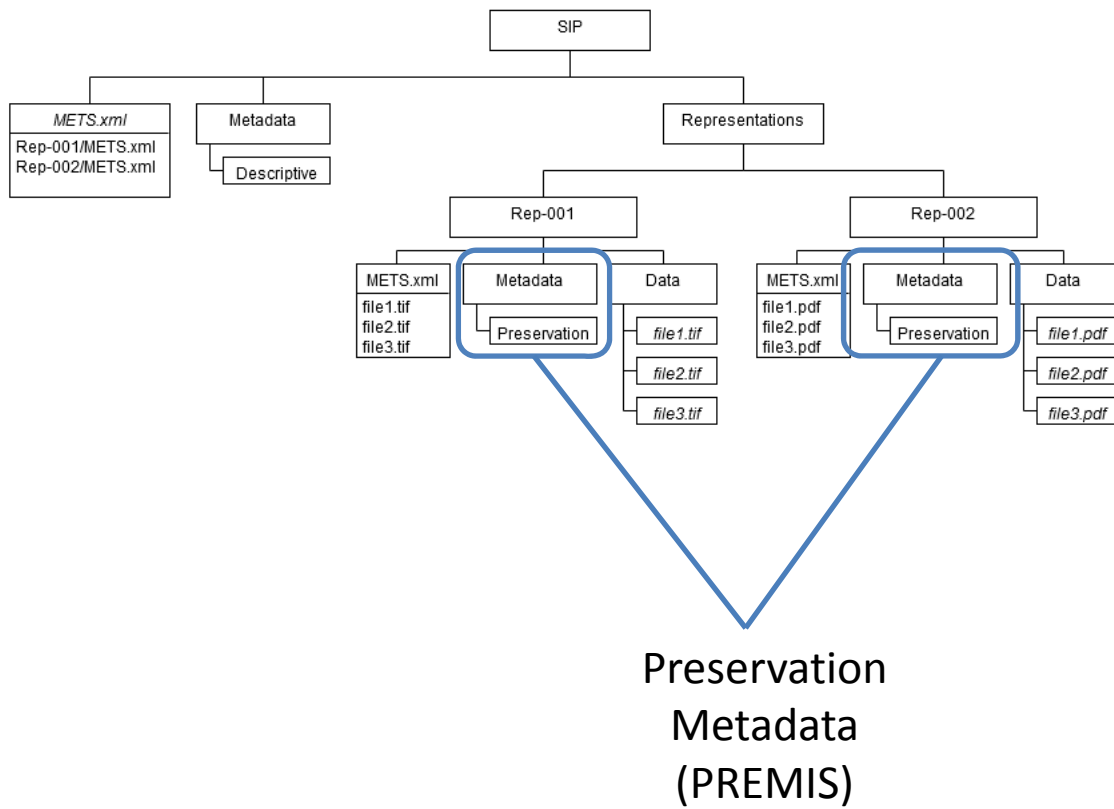 SIP
METS.xml
Rep-001/METS.xml
Rep-002/METS.xml
Metadata
Descriptive
Representations
Rep-001
METS.xml
file1.tif
file2.tif
file3.tif
Metadata
Preservation
Data
file1.tif
file2.tif
file3.tif
Rep-002
METS.xml
file1.pdf
file2.pdf
file3.pdf
Metadata
Preservation
Data
file1.pdf
file2.pdf
file3.pdf
Preservation
Metadata
(PREMIS)